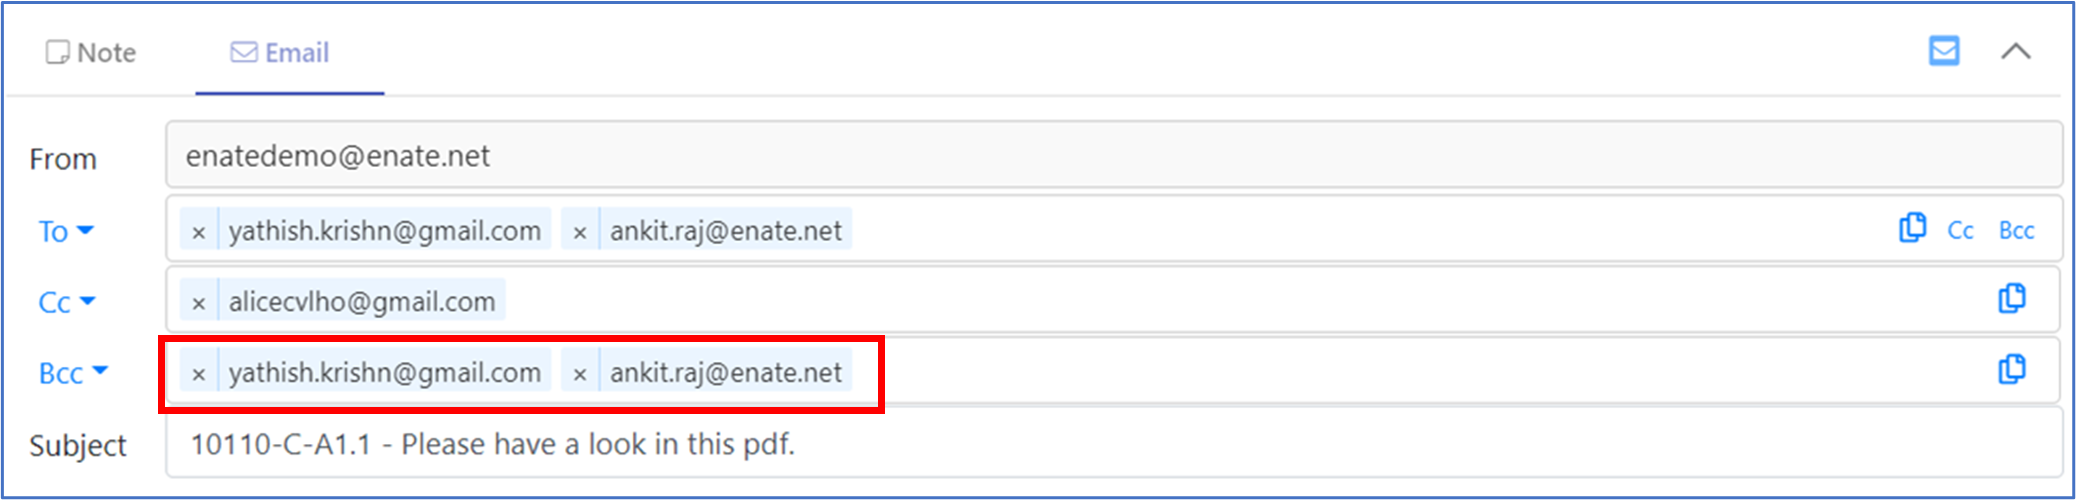 Note Email
From enatedemo@enate.net
To × yathish.krishn@gmail.com × ankit.raj@enate.net Cc Bcc
Cc × alicecvlho@gmail.com
Bcc × yathish.krishn@gmail.com × ankit.raj@enate.net
Subject 10110-C-A1.1 - Please have a look in this pdf.